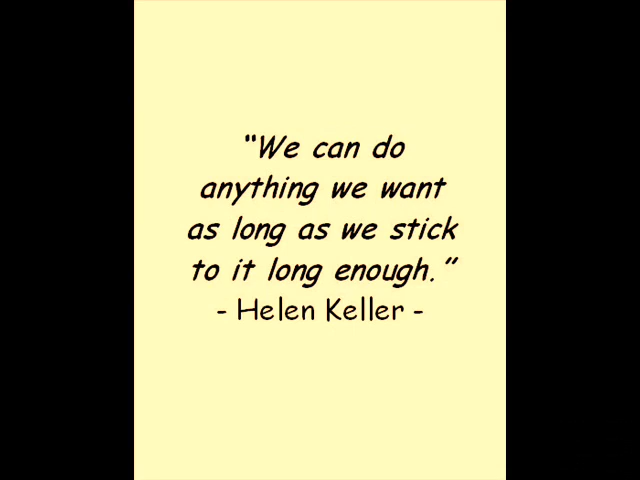 “We can do
anything we want
as long as we stick
to it long enough.”
- Helen Keller -